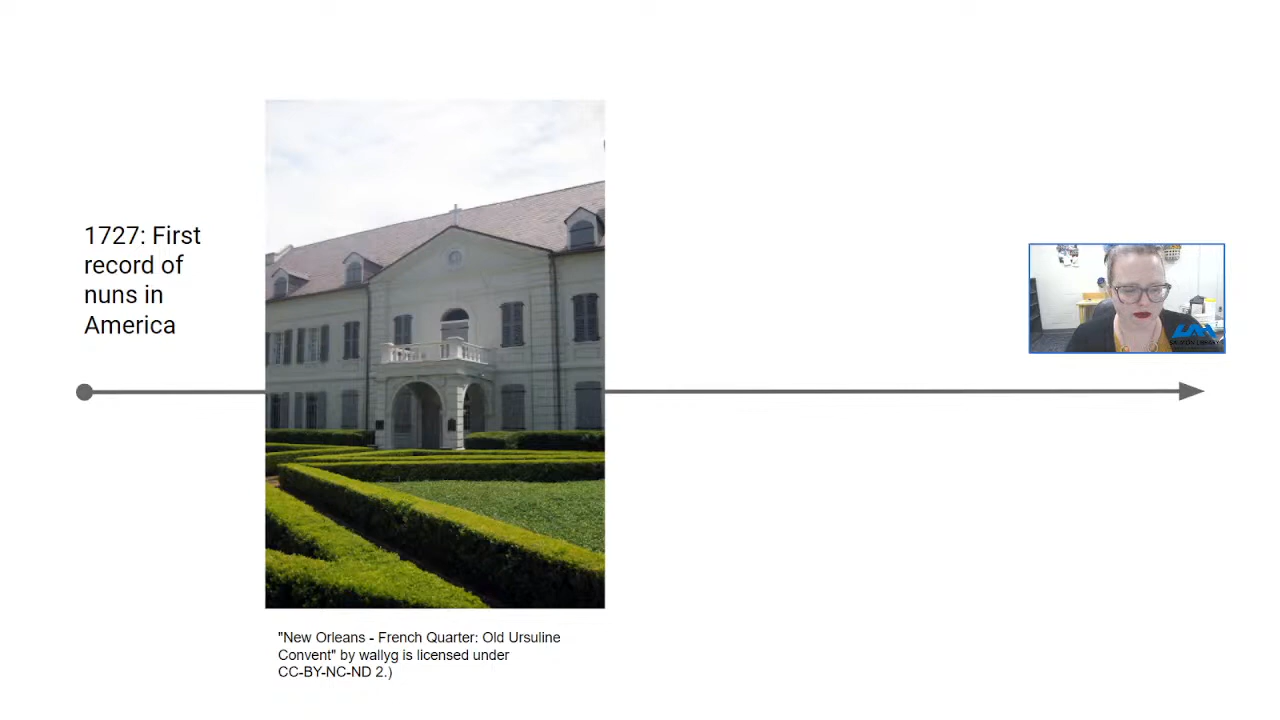 1727: First
record of
nuns in
America
"New Orleans - French Quarter: Old Ursuline
Convent" by wallyg is licensed under
CC-BY-NC-ND 2.)